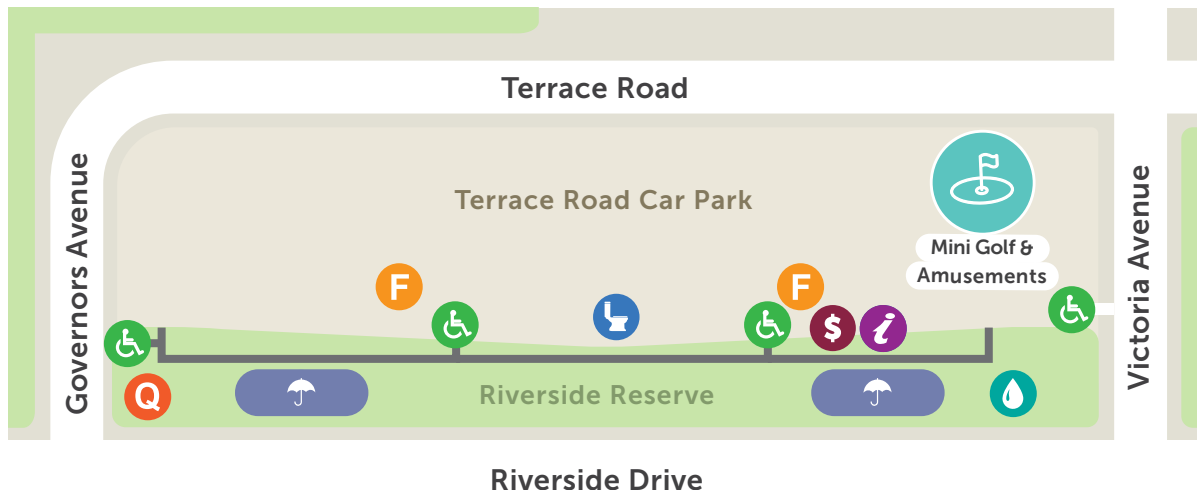 Terrace Road
Governors Avenue
Terrace Road Car Park
Mini Golf &
Amusements
Victoria Avenue
F
F
$
i
Q
Riverside Reserve
Riverside Drive